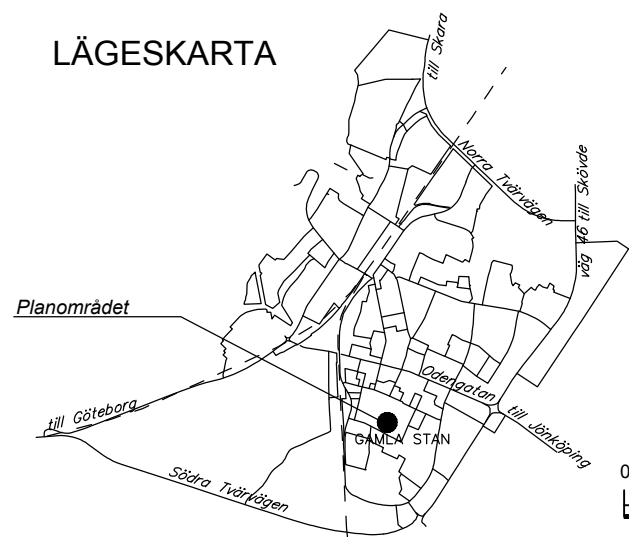 LÄGESKARTA
till Skara
Norra Tvärvägen
väg 46 till Skövde
Planområdet
Odengatan
till Jönköping
till Göteborg
GAMLA STAN
Södra Tvärvägen
0